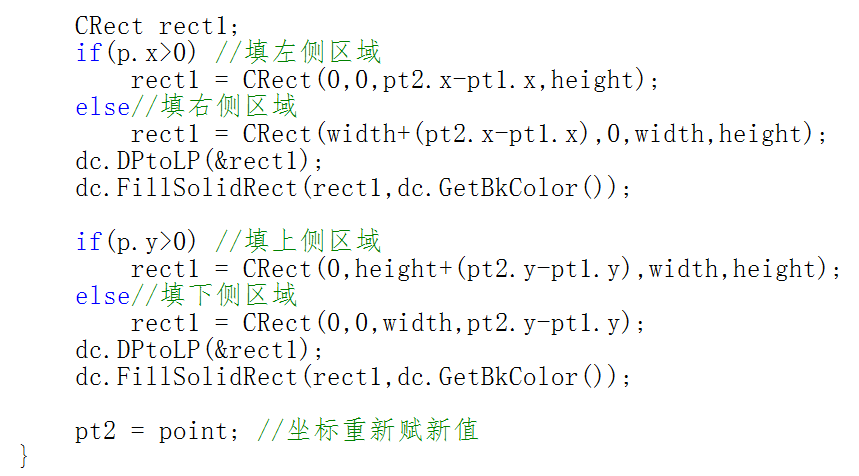 CRect rect1;
if(p.x>0) //填左侧区域
    rect1 = CRect(0,0,pt2.x-pt1.x,height);
else//填右侧区域
    rect1 = CRect(width+(pt2.x-pt1.x),0,width,height);
dc.DPtoLP(&rect1);
dc.FillSolidRect(rect1,dc.GetBkColor());
if(p.y>0) //填上侧区域
    rect1 = CRect(0,height+(pt2.y-pt1.y),width,height);
else//填下侧区域
    rect1 = CRect(0,0,width,pt2.y-pt1.y);
dc.DPtoLP(&rect1);
dc.FillSolidRect(rect1,dc.GetBkColor());
pt2 = point; //坐标重新赋新值
}